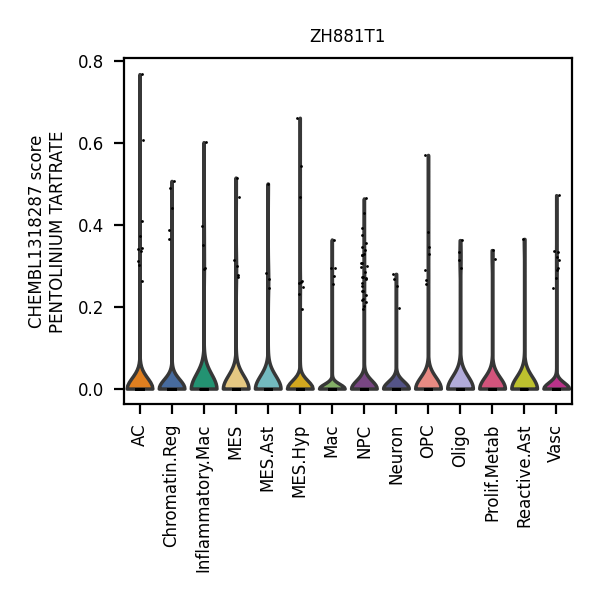 ZH881T1
CHEMBL1318287 score
PENTOLINIUM TARTRATE
0.8
0.6
0.4
0.2
0.0
AC
Chromatin.Reg
Inflammatory.Mac
MES
MES.Ast
MES.Hyp
Mac
NPC
Neuron
OPC
Oligo
Prolif.Metab
Reactive.Ast
Vasc